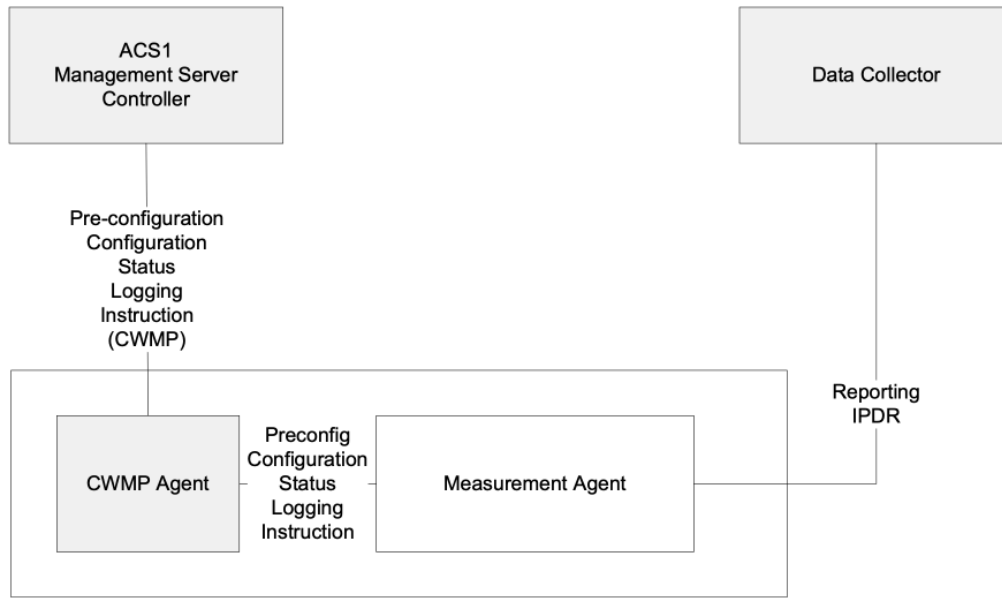 ACS1
Management Server
Controller
Data Collector
Pre-configuration
Configuration
Status
Logging
Instruction
(CWMP)
Reporting
IPDR
CWMP Agent
Preconfig
Configuration
Status
Logging
Instruction
Measurement Agent